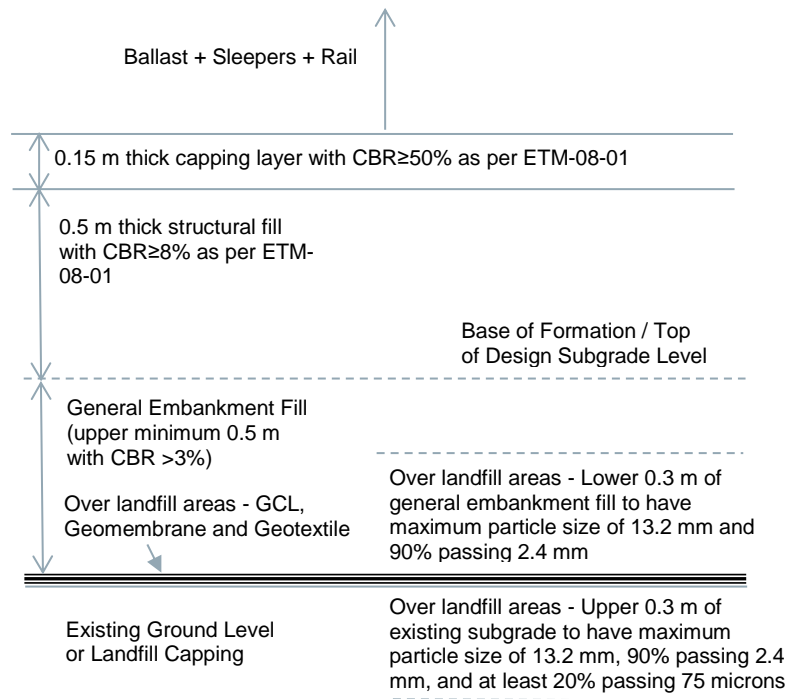 Ballast + Sleepers + Rail
0.15 m thick capping layer with CBR≥50% as per ETM-08-01
0.5 m thick structural fill
with CBR≥8% as per ETM-
08-01
Base of Formation / Top
of Design Subgrade Level
General Embankment Fill
(upper minimum 0.5 m
with CBR >3%)
Over landfill areas - GCL,
Geomembrane and Geotextile
Over landfill areas - Lower 0.3 m of
general embankment fill to have
maximum particle size of 13.2 mm and
90% passing 2.4 mm
Existing Ground Level
or Landfill Capping
Over landfill areas - Upper 0.3 m of
existing subgrade to have maximum
particle size of 13.2 mm, 90% passing 2.4
mm, and at least 20% passing 75 microns